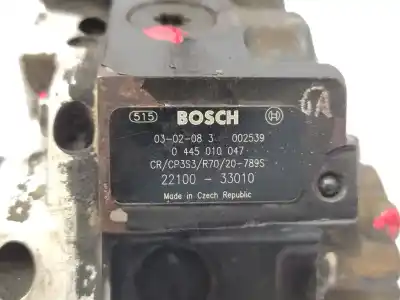 515 BOSCH
03-02-08 3 002539
0 445 010 047
CR/CP3S3/R70/20-789S
22100 - 33010
Made in Czech Republic